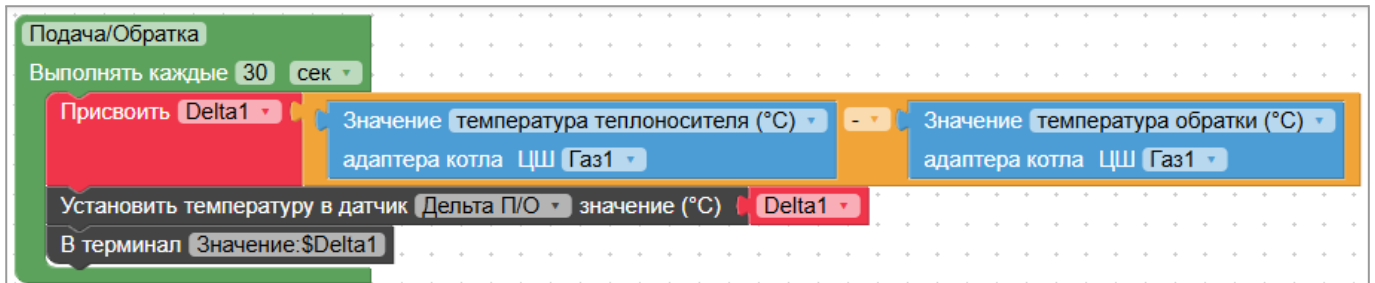 Подача/Обратка
Выполнять каждые 30 сек
Присвоить Delta1 Значение температура теплоносителя (°C) - Значение температура обратки (°C)
адаптера котла ЦШ Газ1 адаптера котла ЦШ Газ1
Установить температуру в датчик Дельта П/О значение (°C) Delta1
В терминал Значение:$Delta1